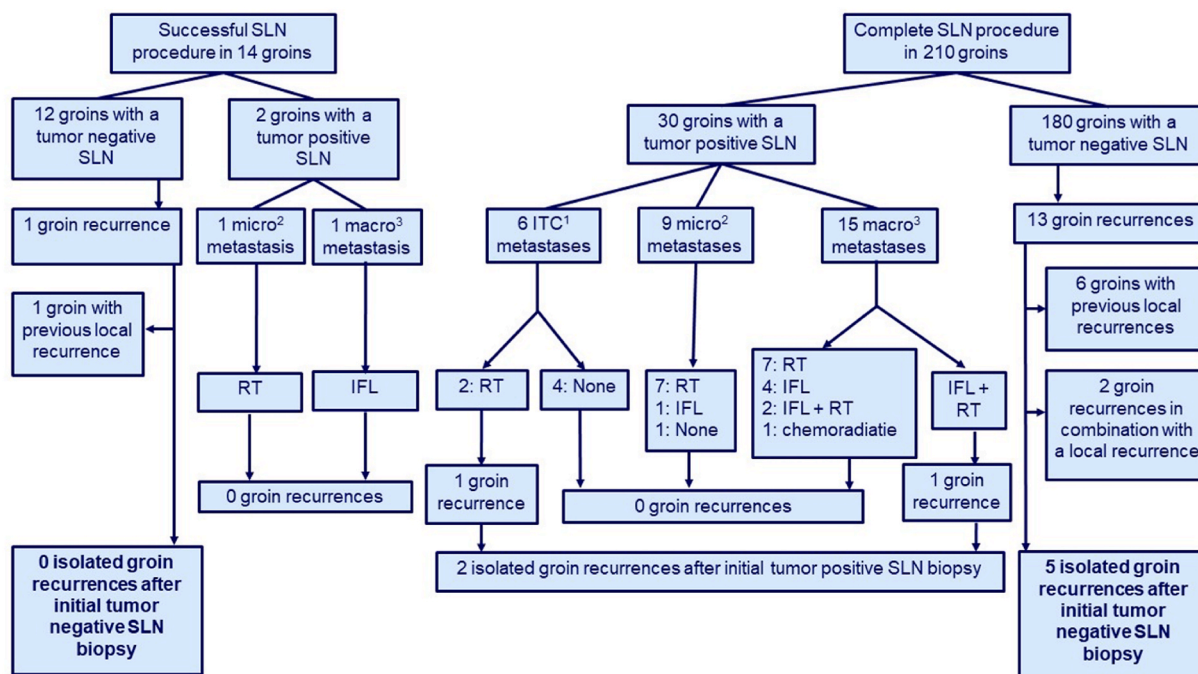 Successful SLN
procedure in 14 groins
12 groins with a
tumor negative
SLN
2 groins with a
tumor positive
SLN
1 groin recurrence
1 micro²
metastasis
1 macro³
metastasis
1 groin with
previous local
recurrence
RT
IFL
0 groin recurrences
0 isolated groin
recurrences after
initial tumor
negative SLN
biopsy
Complete SLN procedure
in 210 groins
30 groins with a
tumor positive SLN
180 groins with a
tumor negative SLN
6 ITC¹
metastases
9 micro²
metastases
15 macro³
metastases
13 groin recurrences
6 groins with
previous local
recurrences
2: RT
4: None
7: RT
1: IFL
1: None
7: RT
4: IFL
2: IFL + RT
1: chemoradiatie
IFL +
RT
2 groin
recurrences in
combination with
a local recurrence
1 groin
recurrence
0 groin recurrences
1 groin
recurrence
2 isolated groin recurrences after initial tumor positive SLN biopsy
5 isolated groin
recurrences after
initial tumor
negative SLN
biopsy